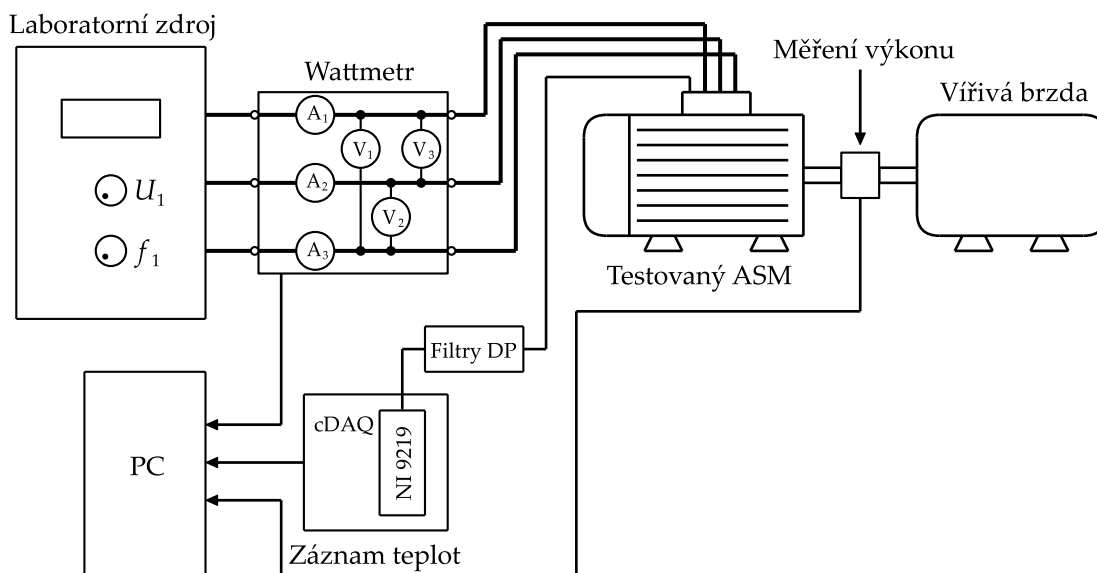 Laboratorní zdroj
U1
f1
Wattmetr
A1
V1
V3
A2
V2
A3
Měření výkonu
Vířivá brzda
Testovaný ASM
Filtry DP
cDAQ
NI 9219
PC
Záznam teplot